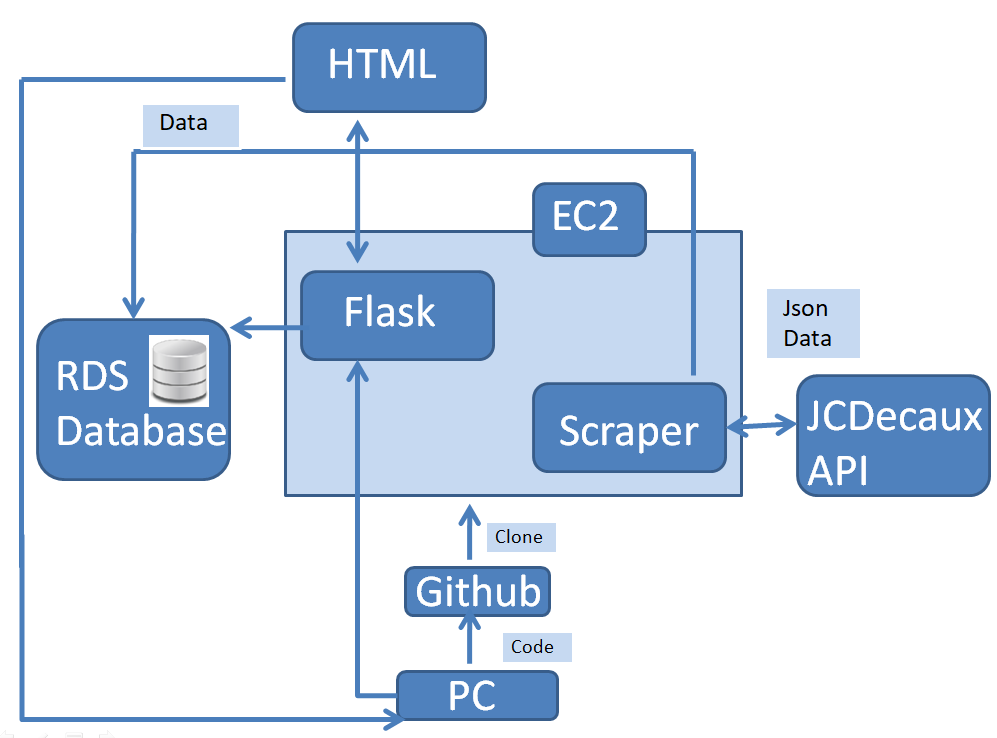 HTML
Data
EC2
Flask
Json
Data
RDS
Database
Scraper
JCDecaux
API
Clone
Github
Code
PC